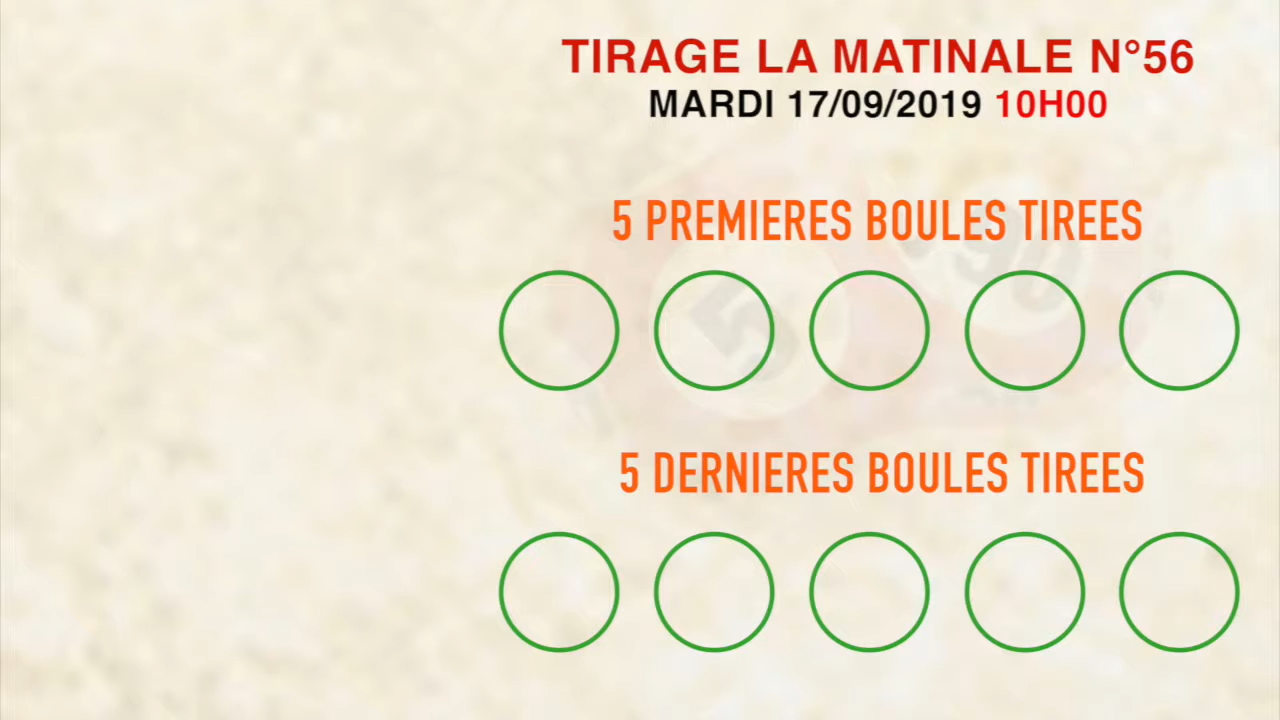 TIRAGE LA MATINALE N°56
MARDI 17/09/2019 10H00
5 PREMIERES BOULES TIREES
5 DERNIERES BOULES TIREES